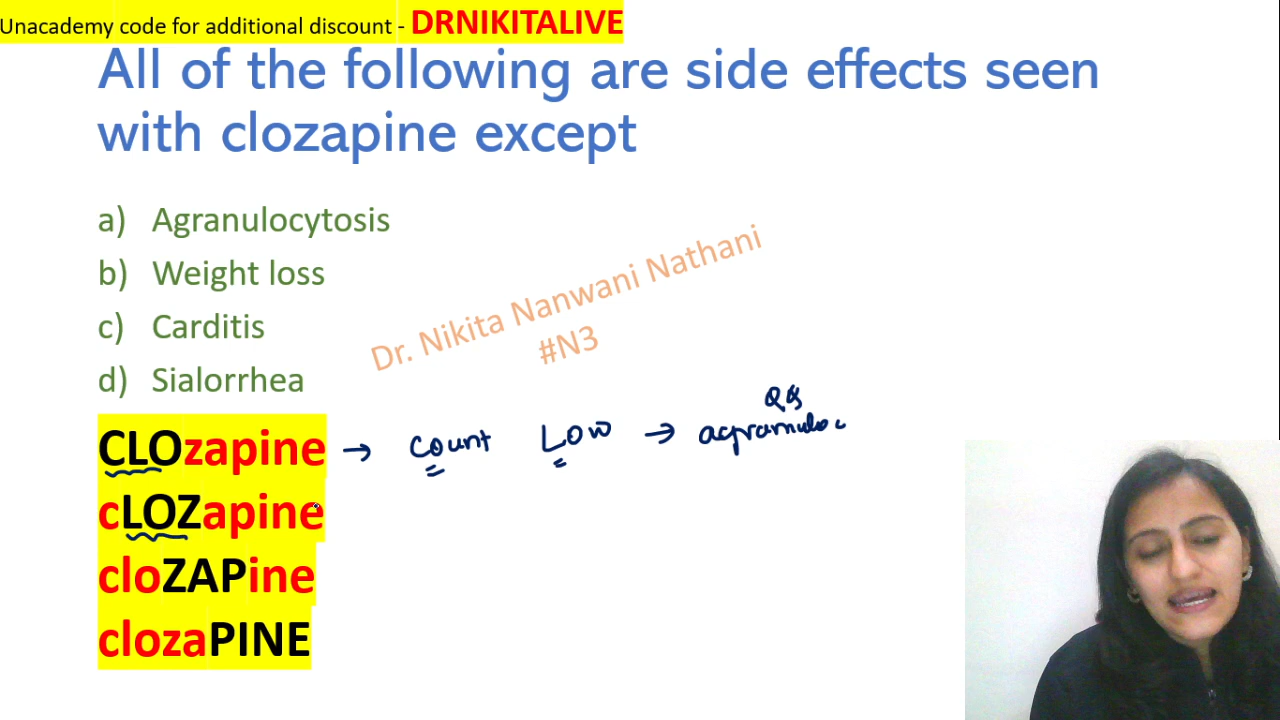 Unacademy code for additional discount - DRNIKITALIVE
All of the following are side effects seen
with clozapine except
a) Agranulocytosis
b) Weight loss
c) Carditis
d) Sialorrhea
Dr. Nikita Nanwani Nathani
#N3
CLOzapine → Count Low → agranuloc
cLOZapine
cloZAPine
clozaPINE